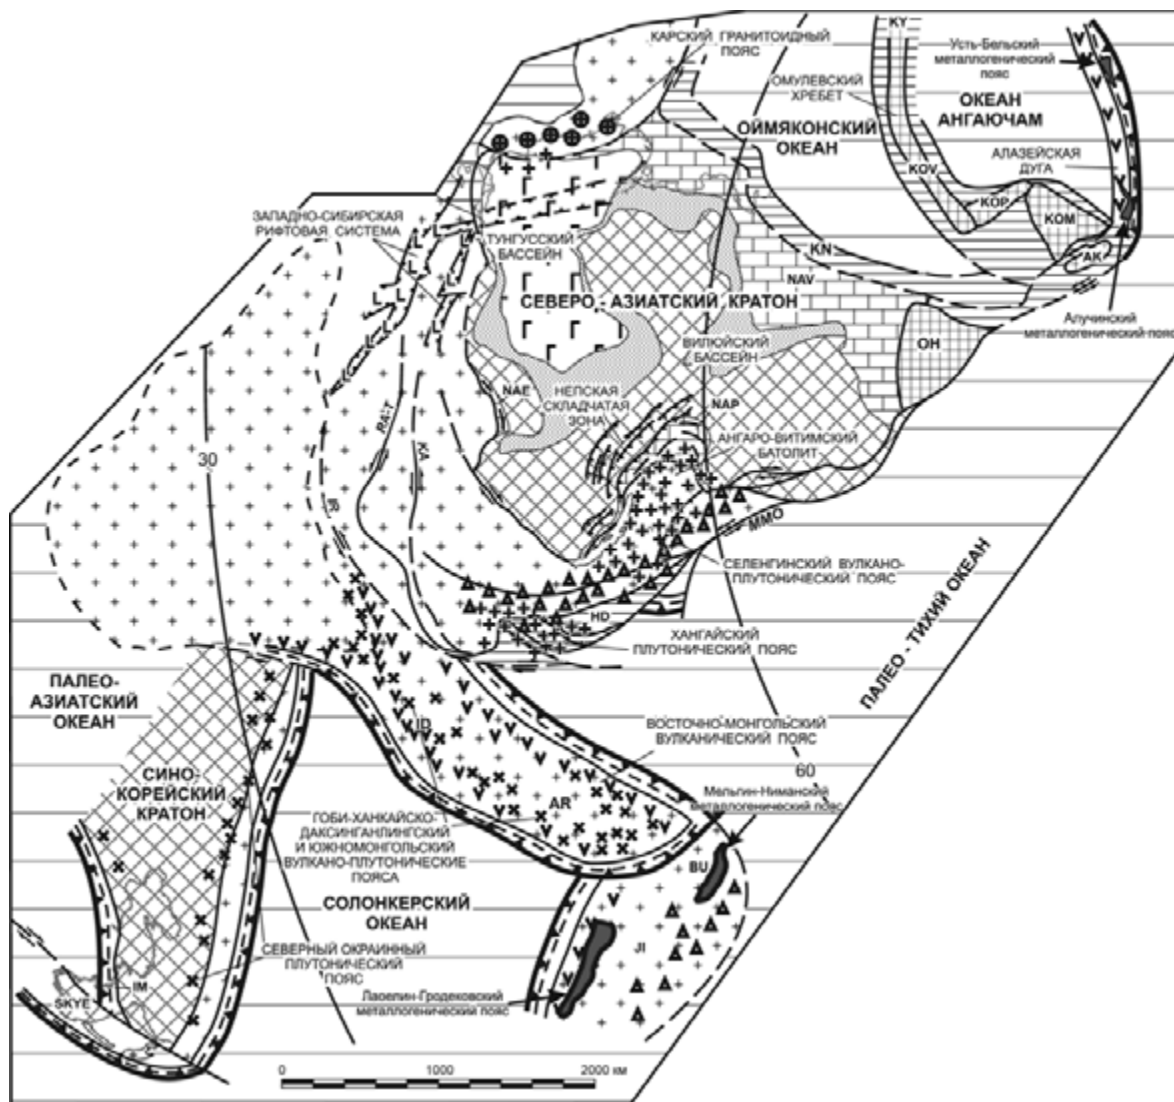 КАРСКИЙ ГРАНИТОИДНЫЙ
ПОЯС
KY
Усть-Бельский
металлогенический
пояс
ОМУЛЕВСКИЙ
ХРЕБЕТ
ОКЕАН
АНГАЮЧАМ
ОЙМЯКОНСКИЙ
ОКЕАН
АЛАЗЕЙСКАЯ
ДУГА
KOV
KOP
KOM
AK
ЗАПАДНО-СИБИРСКАЯ
РИФТОВАЯ СИСТЕМА
ТУНГУССКИЙ
БАССЕЙН
KN
NAV
СЕВЕРО - АЗИАТСКИЙ КРАТОН
Алучинский
металлогенический пояс
ВИЛЮЙСКИЙ
БАССЕЙН
OH
NAE
НЕПСКАЯ
СКЛАДЧАТАЯ
ЗОНА
NAP
RA-T
KA
АНГАРО-ВИТИМСКИЙ
БАТОЛИТ
30
IR
MMO
СЕЛЕНГИНСКИЙ ВУЛКАНО-
ПЛУТОНИЧЕСКИЙ ПОЯС
HD
ХАНГАЙСКИЙ
ПЛУТОНИЧЕСКИЙ ПОЯС
ПАЛЕО - ТИХИЙ ОКЕАН
ПАЛЕО-
АЗИАТСКИЙ
ОКЕАН
ВОСТОЧНО-МОНГОЛЬСКИЙ
ВУЛКАНИЧЕСКИЙ ПОЯС
ID
60
СИНО-
КОРЕЙСКИЙ
КРАТОН
Мельгин-Ниманский
металлогенический пояс
AR
ГОБИ-ХАНКАЙСКО-
ДАКСИНГАНЛИНГСКИЙ
И ЮЖНОМОНГОЛЬСКИЙ
ВУЛКАНО-ПЛУТОНИЧЕСКИЕ
ПОЯСА
BU
СОЛОНКЕРСКИЙ
ОКЕАН
JI
СЕВЕРНЫЙ ОКРАИННЫЙ
ПЛУТОНИЧЕСКИЙ
ПОЯС
IM
SKYE
Лаоелин-Гродековский
металлогенический пояс
0 1000 2000 км